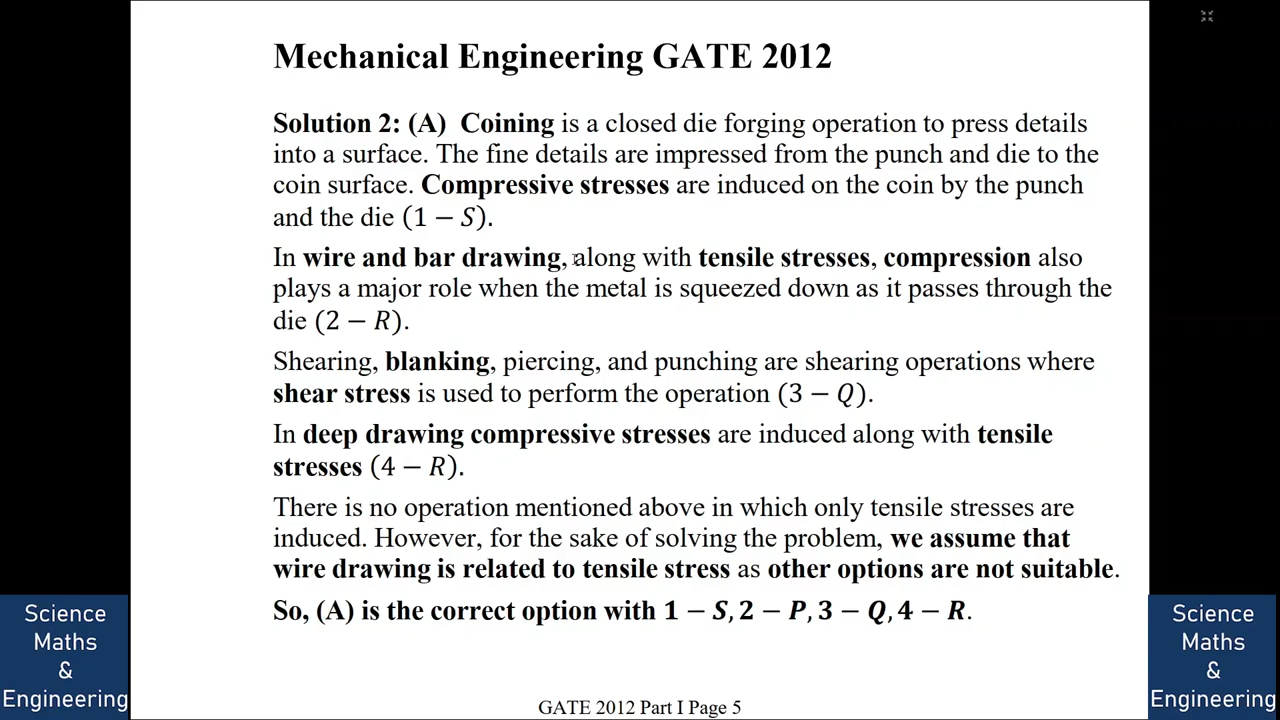 Mechanical Engineering GATE 2012
Solution 2: (A) Coining is a closed die forging operation to press details
into a surface. The fine details are impressed from the punch and die to the
coin surface. Compressive stresses are induced on the coin by the punch
and the die (1 − S).
In wire and bar drawing, along with tensile stresses, compression also
plays a major role when the metal is squeezed down as it passes through the
die (2 − R).
Shearing, blanking, piercing, and punching are shearing operations where
shear stress is used to perform the operation (3 − Q).
In deep drawing compressive stresses are induced along with tensile
stresses (4 − R).
There is no operation mentioned above in which only tensile stresses are
induced. However, for the sake of solving the problem, we assume that
wire drawing is related to tensile stress as other options are not suitable.
So, (A) is the correct option with 1 − S, 2 − P, 3 − Q, 4 − R.
Science
Maths
&
Engineering
Science
Maths
&
Engineering
GATE 2012 Part I Page 5